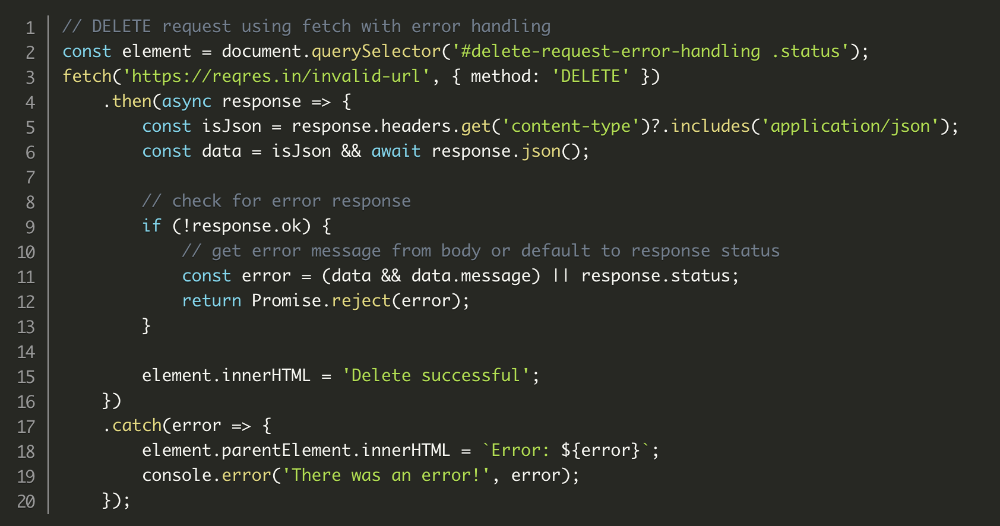 1 // DELETE request using fetch with error handling
2 const element = document.querySelector('#delete-request-error-handling .status');
3 fetch('https://reqres.in/invalid-url', { method: 'DELETE' })
4     .then(async response => {
5         const isJson = response.headers.get('content-type')?.includes('application/json');
6         const data = isJson && await response.json();
7
8         // check for error response
9         if (!response.ok) {
10             // get error message from body or default to response status
11             const error = (data && data.message) || response.status;
12             return Promise.reject(error);
13         }
14
15         element.innerHTML = 'Delete successful';
16     })
17     .catch(error => {
18         element.parentElement.innerHTML = `Error: ${error}`;
19         console.error('There was an error!', error);
20     });